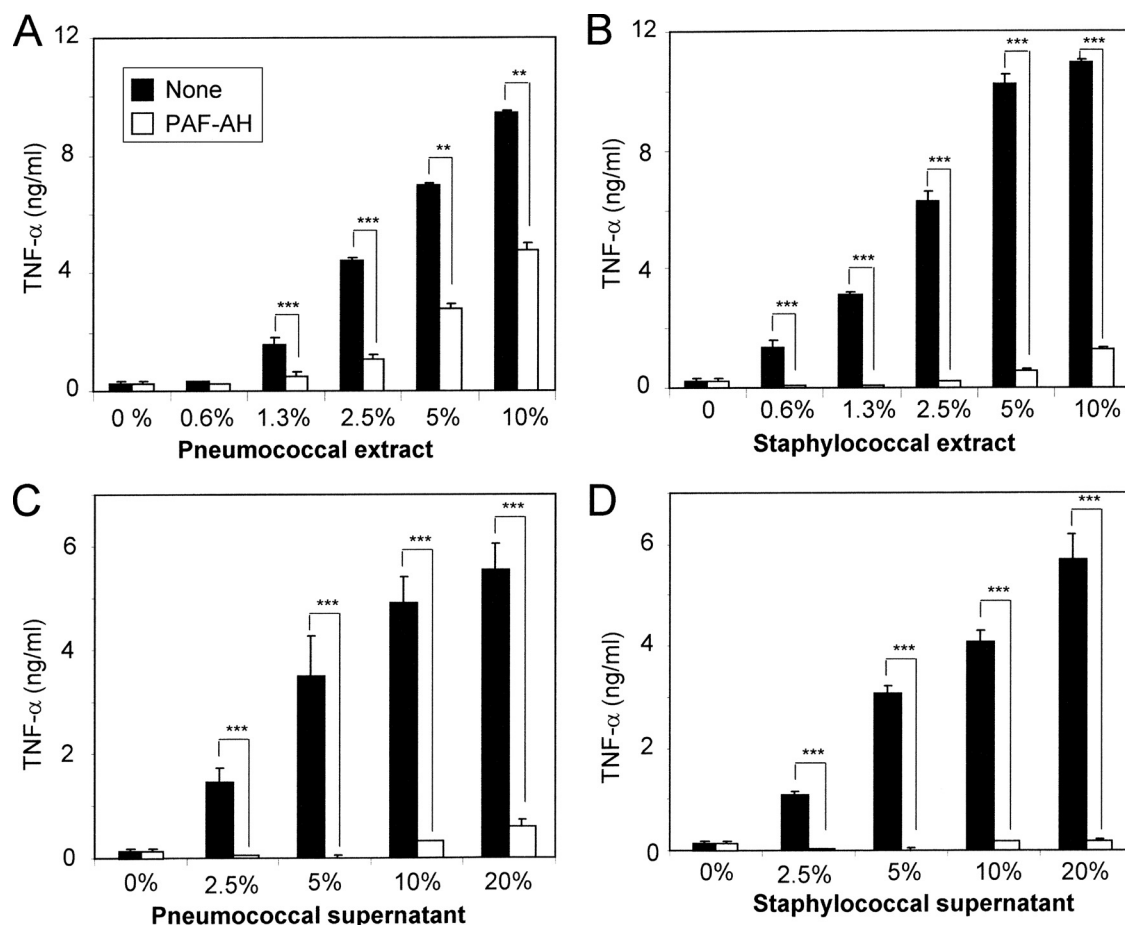 A
12
8
4
0
TNF-α (ng/ml)
None
PAF-AH
***
***
**
**
0 % 0.6% 1.3% 2.5% 5% 10%
Pneumococcal extract
B
12
8
4
0
TNF-α (ng/ml)
***
***
***
***
***
0 0.6% 1.3% 2.5% 5% 10%
Staphylococcal extract
C
6
4
2
0
TNF-α (ng/ml)
***
***
***
***
0% 2.5% 5% 10% 20%
Pneumococcal supernatant
D
6
4
2
0
TNF-α (ng/ml)
***
***
***
***
0% 2.5% 5% 10% 20%
Staphylococcal supernatant